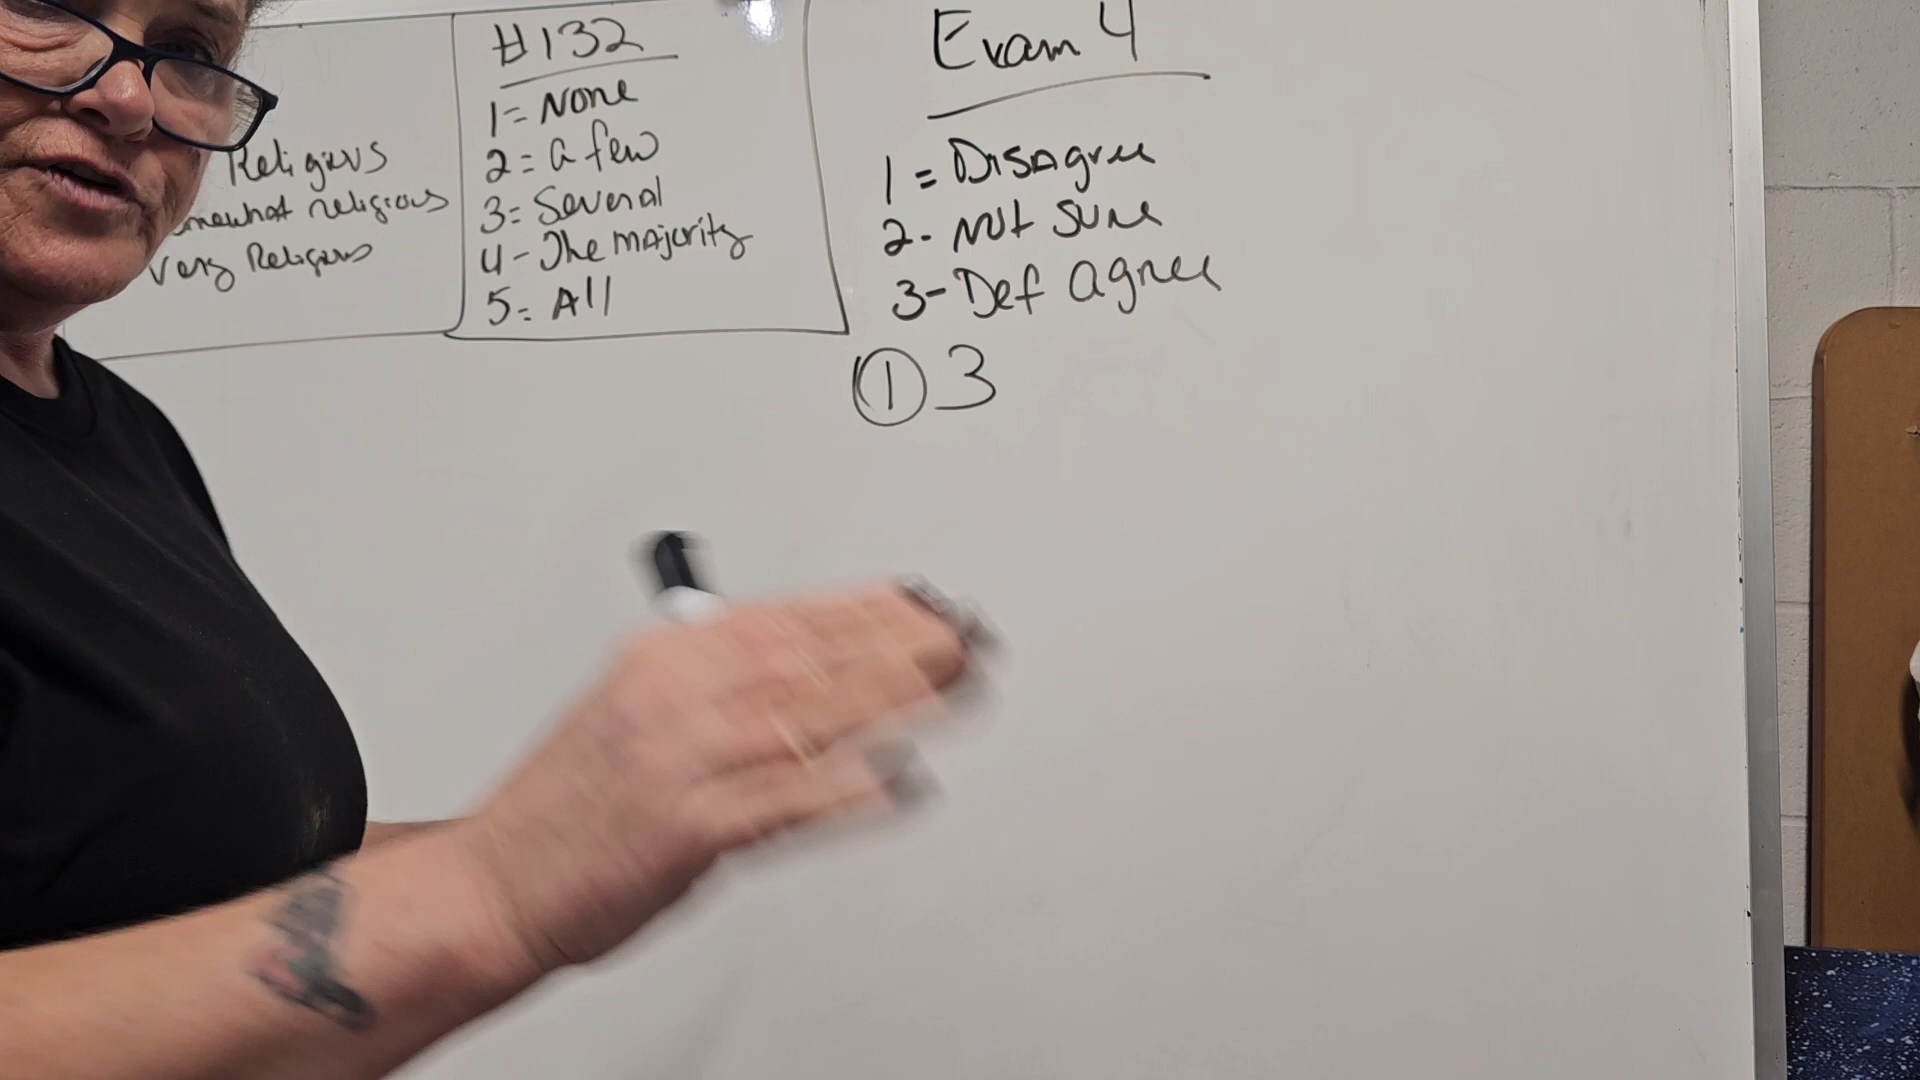 Religious
mewhat religious
Very Religious
#132
1= None
2= a few
3= Several
4- The majority
5= All
Exam 4
1 = Disagree
2- Not Sure
3- Def agree
① 3